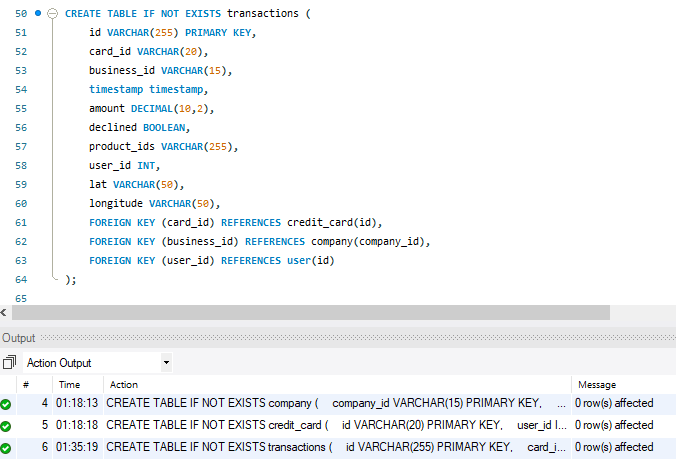 50 CREATE TABLE IF NOT EXISTS transactions (
51 id VARCHAR(255) PRIMARY KEY,
52 card_id VARCHAR(20),
53 business_id VARCHAR(15),
54 timestamp timestamp,
55 amount DECIMAL(10,2),
56 declined BOOLEAN,
57 product_ids VARCHAR(255),
58 user_id INT,
59 lat VARCHAR(50),
60 longitude VARCHAR(50),
61 FOREIGN KEY (card_id) REFERENCES credit_card(id),
62 FOREIGN KEY (business_id) REFERENCES company(company_id),
63 FOREIGN KEY (user_id) REFERENCES user(id)
64 );
65
Output
Action Output
# Time Action Message
4 01:18:13 CREATE TABLE IF NOT EXISTS company ( company_id VARCHAR(15) PRIMARY KEY, ... 0 row(s) affected
5 01:18:18 CREATE TABLE IF NOT EXISTS credit_card ( id VARCHAR(20) PRIMARY KEY, user_id I... 0 row(s) affected
6 01:35:19 CREATE TABLE IF NOT EXISTS transactions ( id VARCHAR(255) PRIMARY KEY, card_i... 0 row(s) affected